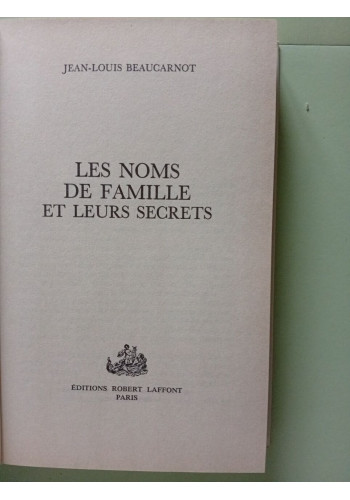 JEAN-LOUIS BEAUCARNOT
LES NOMS
DE FAMILLE
ET LEURS SECRETS
ÉDITIONS ROBERT LAFFONT
PARIS